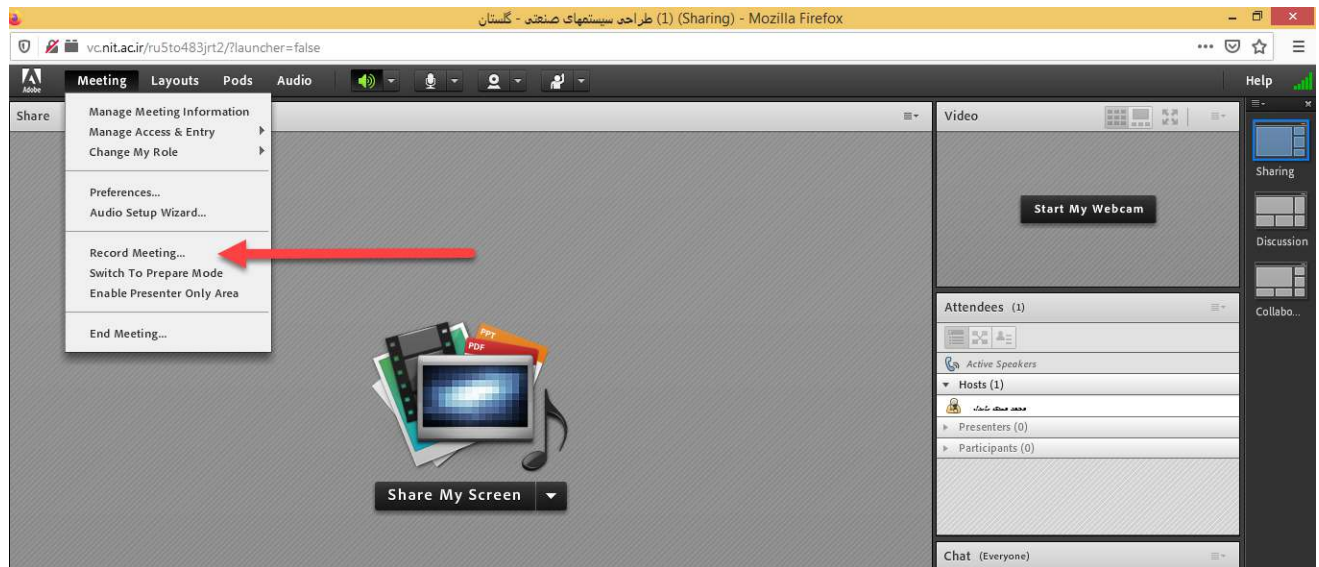 طراحی سیستمهای صنعتی - گلستان (1) (Sharing) - Mozilla Firefox
vc.nit.ac.ir/ru5to483jrt2/?launcher=false
Adobe
Meeting Layouts Pods Audio Help
Manage Meeting Information
Manage Access & Entry
Change My Role
Preferences...
Audio Setup Wizard...
Record Meeting...
Switch To Prepare Mode
Enable Presenter Only Area
End Meeting...
Share
PPT
PDF
Share My Screen
Video
Start My Webcam
Attendees (1)
Active Speakers
Hosts (1)
Presenters (0)
Participants (0)
Chat (Everyone)
Sharing
Discussion
Collabo...